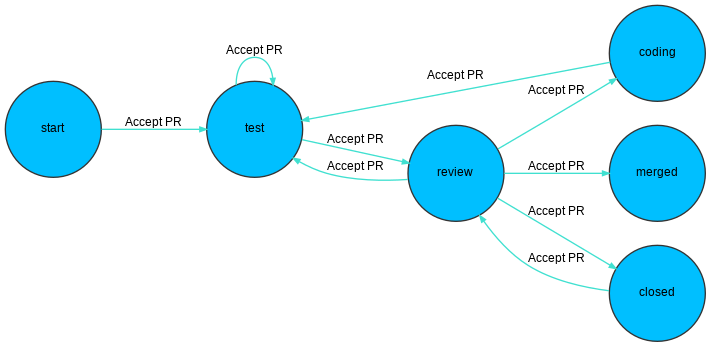 Accept PR
coding
Accept PR
Accept PR
start
Accept PR
test
Accept PR
Accept PR
review
Accept PR
merged
Accept PR
Accept PR
closed